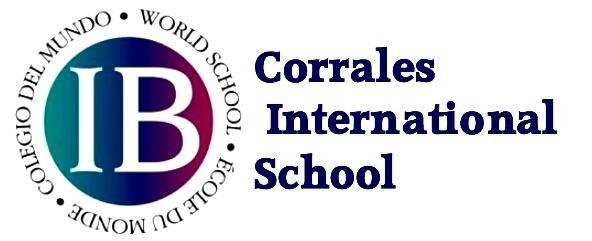 WORLD SCHOOL • ÉCOLE DU MONDE • COLEGIO DEL MUNDO •
IB
Corrales
International
School